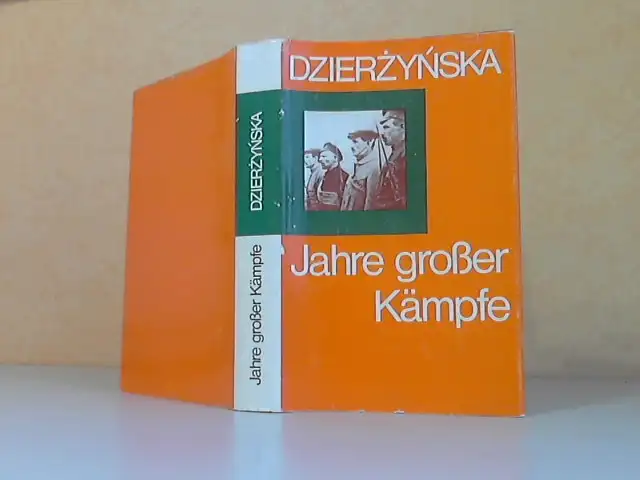 DZIERŻYŃSKA
Jahre großer
Kämpfe
DZIERŻYŃSKA
Jahre großer Kämpfe